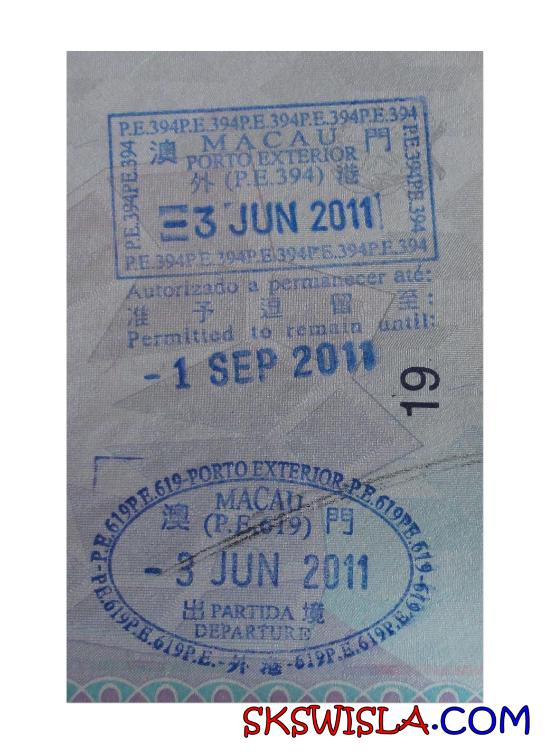 P.E.394P.E.394P.E.394P.E.394P.E.394
P.E.394P.E.394
澳 MACAU 門
PORTO EXTERIOR
外 (P.E.394) 港
3 JUN 2011
P.E.394P.E.394
P.E.394P.E.394P.E.394P.E.394P.E.394
Autorizado a permanecer até:
准 予 逗 留 至:
Permitted to remain until:
- 1 SEP 2011
19
P.E.619P.E.619-PORTO EXTERIOR-P.E.619P.E.619
澳 MACAU 門
(P.E.619)
- 3 JUN 2011
出 PARTIDA 境
DEPARTURE
P.E.619P.E.619P.E.-外 港-619P.E.619P.E.619
SKSWISLA.COM